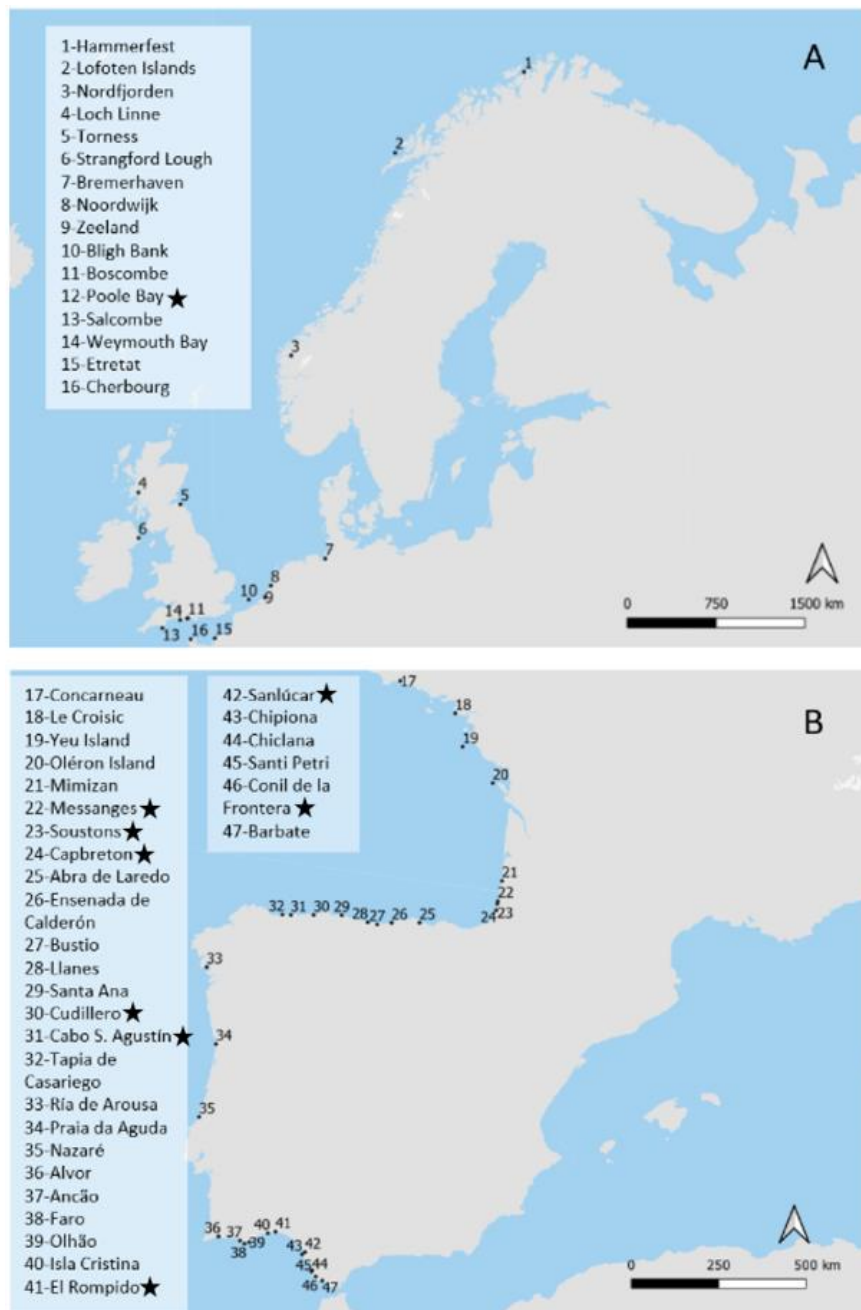 A
1-Hammerfest
2-Lofoten Islands
3-Nordfjorden
4-Loch Linne
5-Torness
6-Strangford Lough
7-Bremerhaven
8-Noordwijk
9-Zeeland
10-Bligh Bank
11-Boscombe
12-Poole Bay ★
13-Salcombe
14-Weymouth Bay
15-Etretat
16-Cherbourg
1
2
3
4
5
6
7
8
10
9
14 11
13 16 15
0 750 1500 km
B
17-Concarneau
18-Le Croisic
19-Yeu Island
20-Oléron Island
21-Mimizan
22-Messanges ★
23-Soustons ★
24-Capbreton ★
25-Abra de Laredo
26-Ensenada de
Calderón
27-Bustio
28-Llanes
29-Santa Ana
30-Cudillero ★
31-Cabo S. Agustín ★
32-Tapia de
Casariego
33-Ría de Arousa
34-Praia da Aguda
35-Nazaré
36-Alvor
37-Ancão
38-Faro
39-Olhão
40-Isla Cristina
41-El Rompido ★
42-Sanlúcar ★
43-Chipiona
44-Chiclana
45-Santi Petri
46-Conil de la
Frontera ★
47-Barbate
17
18
19
20
21
22
24 23
32 31 30 29 28 27 26 25
33
34
35
36 37 40 41
38 39
43 42
45 44
46 47
0 250 500 km